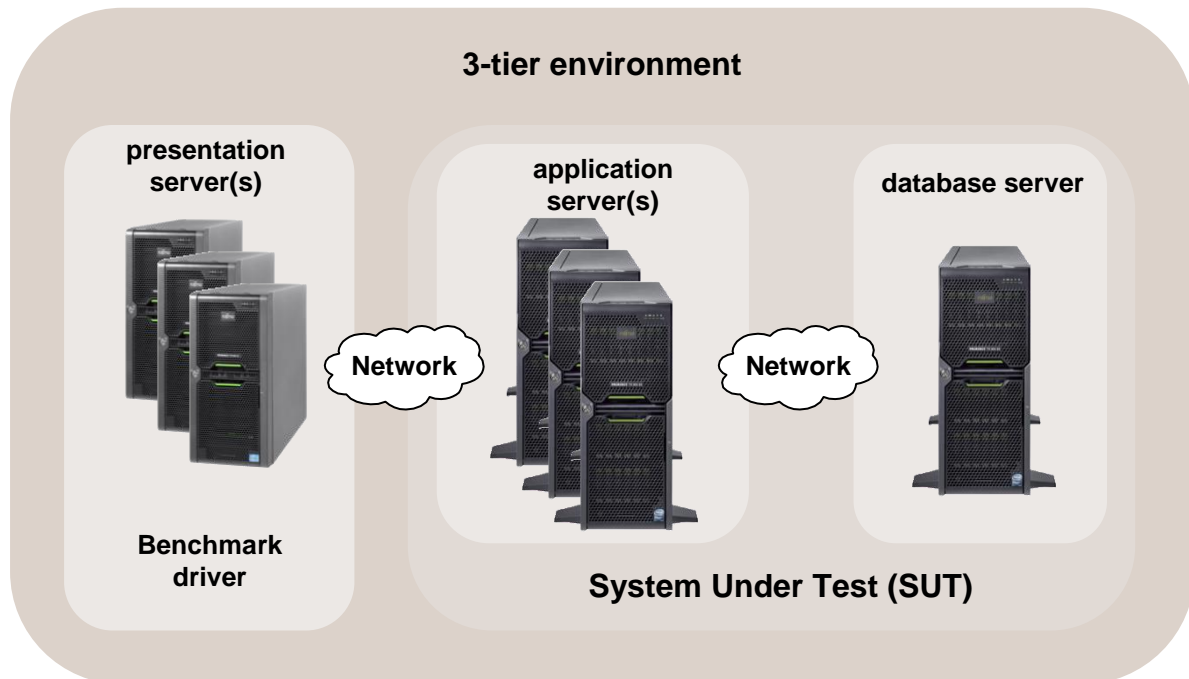 3-tier environment
presentation
server(s)
application
server(s)
database server
Network
Network
Benchmark
driver
System Under Test (SUT)